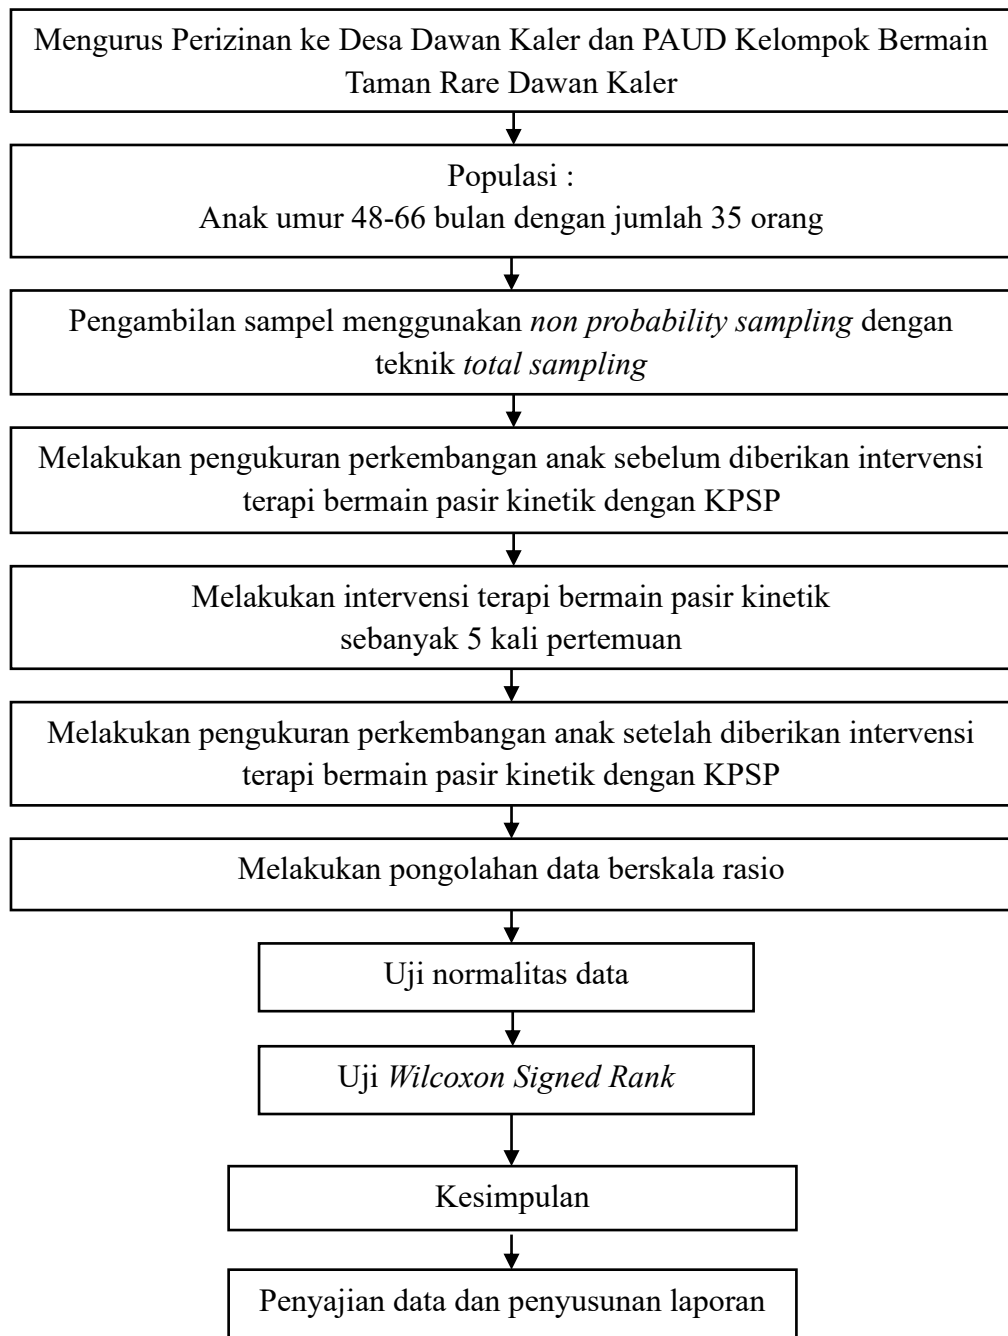 Mengurus Perizinan ke Desa Dawan Kaler dan PAUD Kelompok Bermain
Taman Rare Dawan Kaler
Populasi :
Anak umur 48-66 bulan dengan jumlah 35 orang
Pengambilan sampel menggunakan non probability sampling dengan
teknik total sampling
Melakukan pengukuran perkembangan anak sebelum diberikan intervensi
terapi bermain pasir kinetik dengan KPSP
Melakukan intervensi terapi bermain pasir kinetik
sebanyak 5 kali pertemuan
Melakukan pengukuran perkembangan anak setelah diberikan intervensi
terapi bermain pasir kinetik dengan KPSP
Melakukan pongolahan data berskala rasio
Uji normalitas data
Uji Wilcoxon Signed Rank
Kesimpulan
Penyajian data dan penyusunan laporan